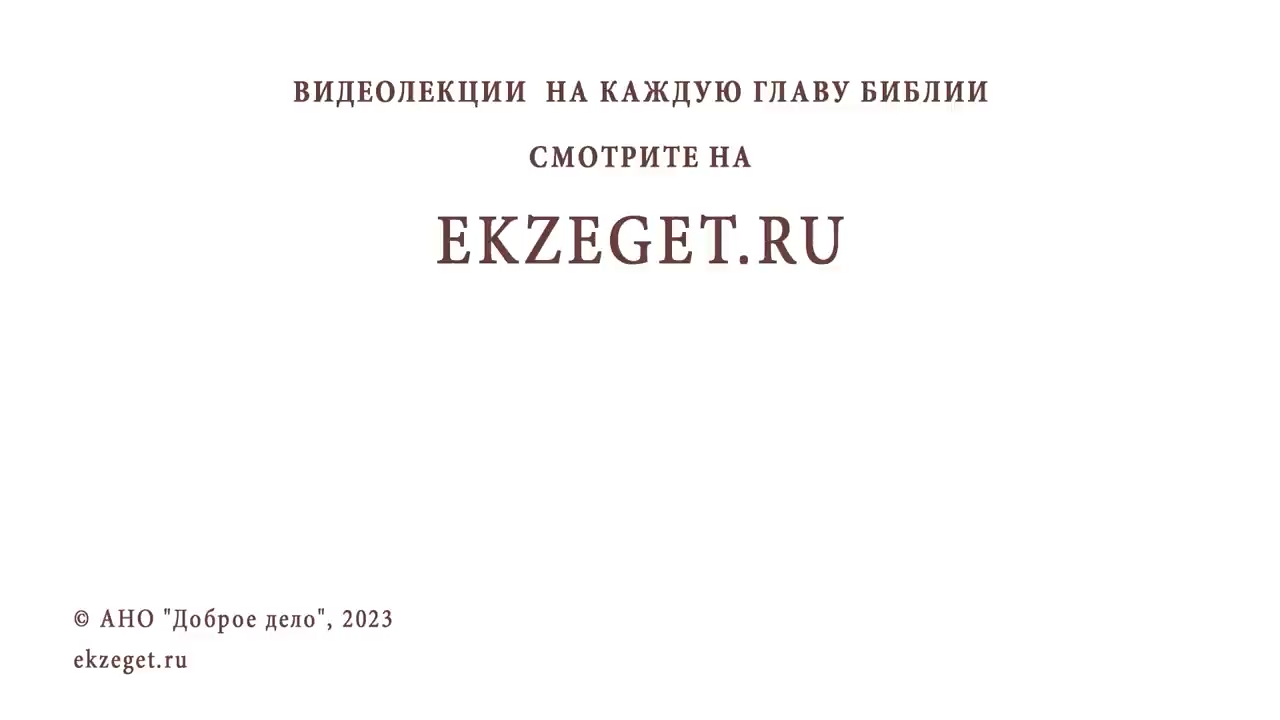 ВИДЕОЛЕКЦИИ НА КАЖДУЮ ГЛАВУ БИБЛИИ
СМОТРИТЕ НА
EKZEGET.RU
© АНО "Доброе дело", 2023
ekzeget.ru